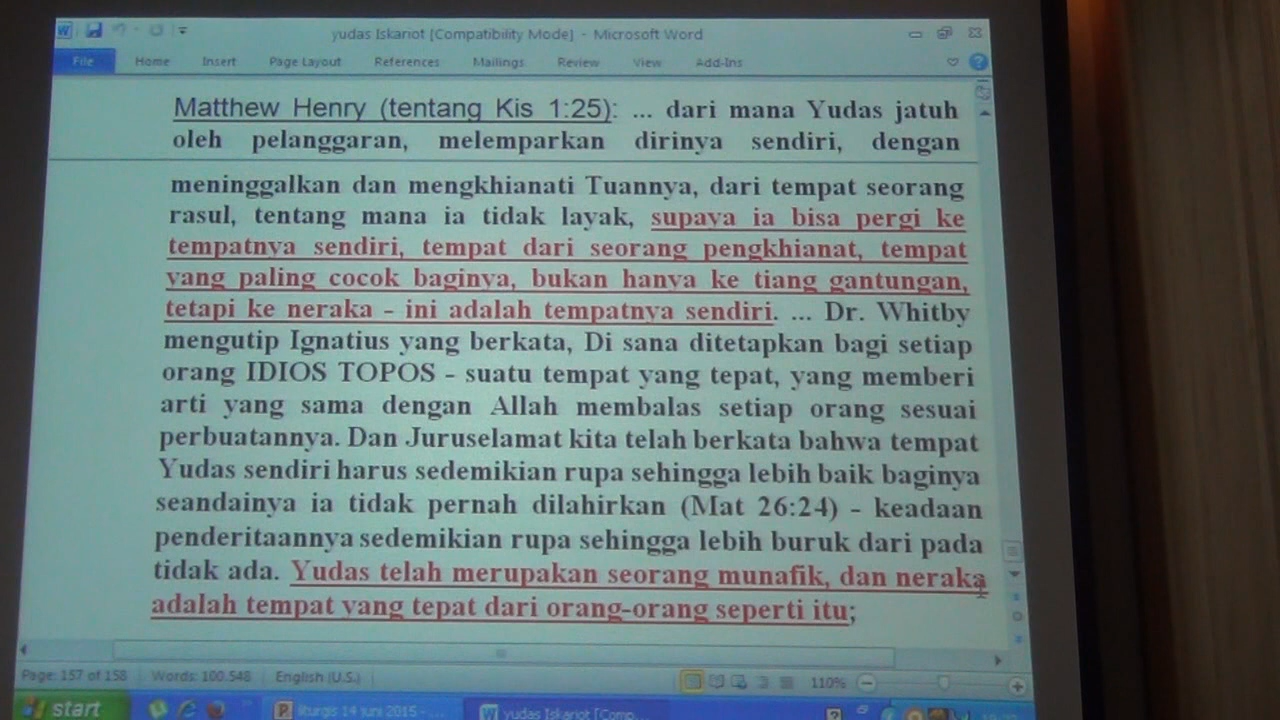 yudas Iskariot [Compatibility Mode] - Microsoft Word
File Home Insert Page Layout References Mailings Review View Add-Ins
Matthew Henry (tentang Kis 1:25): ... dari mana Yudas jatuh
oleh pelanggaran, melemparkan dirinya sendiri, dengan
meninggalkan dan mengkhianati Tuannya, dari tempat seorang
rasul, tentang mana ia tidak layak, supaya ia bisa pergi ke
tempatnya sendiri, tempat dari seorang pengkhianat, tempat
yang paling cocok baginya, bukan hanya ke tiang gantungan,
tetapi ke neraka - ini adalah tempatnya sendiri. ... Dr. Whitby
mengutip Ignatius yang berkata, Di sana ditetapkan bagi setiap
orang IDIOS TOPOS - suatu tempat yang tepat, yang memberi
arti yang sama dengan Allah membalas setiap orang sesuai
perbuatannya. Dan Juruselamat kita telah berkata bahwa tempat
Yudas sendiri harus sedemikian rupa sehingga lebih baik baginya
seandainya ia tidak pernah dilahirkan (Mat 26:24) - keadaan
penderitaannya sedemikian rupa sehingga lebih buruk dari pada
tidak ada. Yudas telah merupakan seorang munafik, dan neraka
adalah tempat yang tepat dari orang-orang seperti itu;
Page: 157 of 158 Words: 100.548 English (U.S.) 110%
start liturgis 14 juni 2015 - ... yudas Iskariot [Comp...